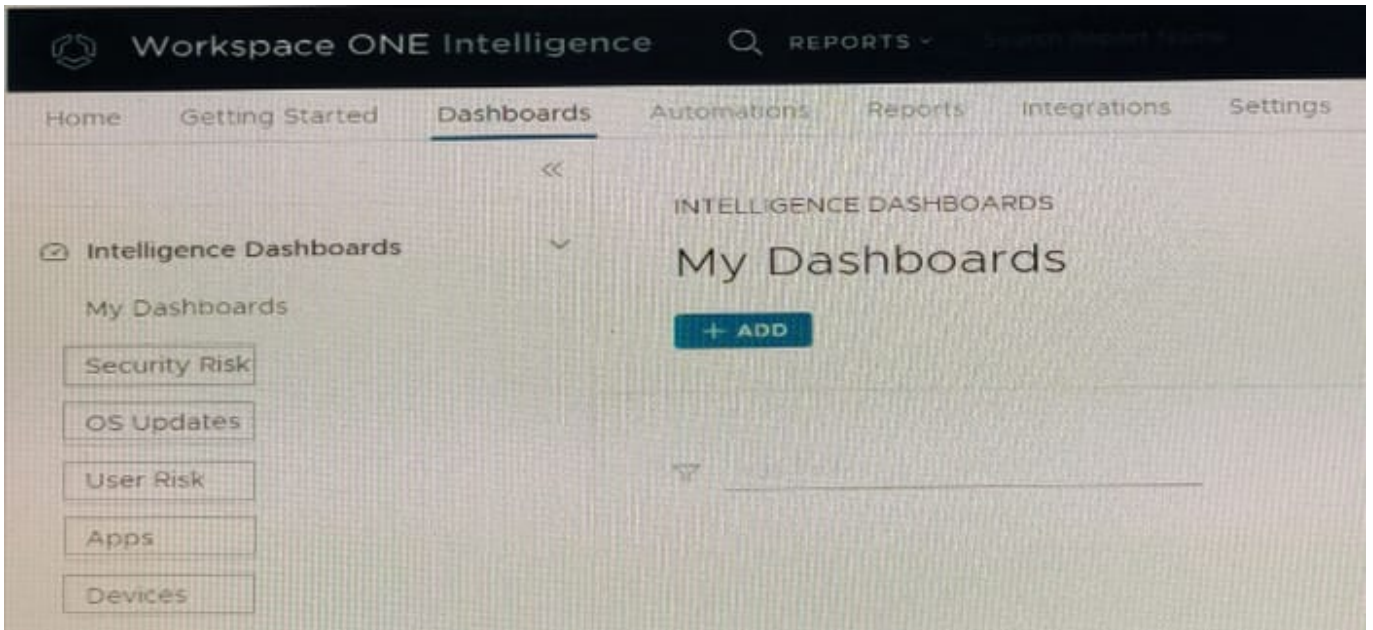 Workspace ONE Intelligence REPORTS
Home Getting Started Dashboards Automations Reports Integrations Settings
INTELLIGENCE DASHBOARDS
My Dashboards
+ ADD
Intelligence Dashboards
My Dashboards
Security Risk
OS Updates
User Risk
Apps
Devices